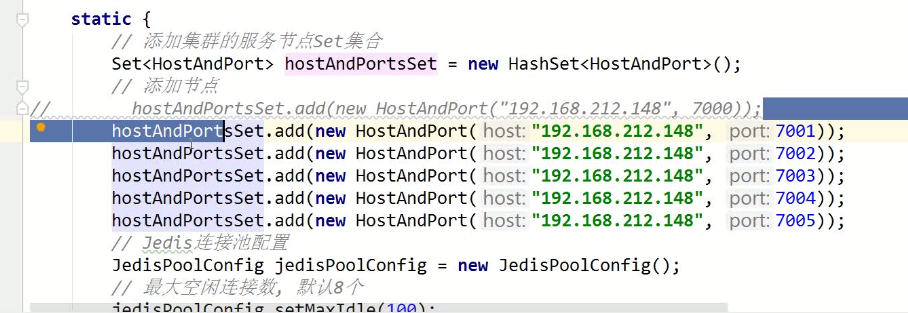 static {
// 添加集群的服务节点Set集合
Set<HostAndPort> hostAndPortsSet = new HashSet<HostAndPort>();
// 添加节点
// hostAndPortsSet.add(new HostAndPort("192.168.212.148", 7000));
hostAndPortsSet.add(new HostAndPort( host: "192.168.212.148", port: 7001));
hostAndPortsSet.add(new HostAndPort( host: "192.168.212.148", port: 7002));
hostAndPortsSet.add(new HostAndPort( host: "192.168.212.148", port: 7003));
hostAndPortsSet.add(new HostAndPort( host: "192.168.212.148", port: 7004));
hostAndPortsSet.add(new HostAndPort( host: "192.168.212.148", port: 7005));
// Jedis连接池配置
JedisPoolConfig jedisPoolConfig = new JedisPoolConfig();
// 最大空闲连接数, 默认8个
jedisPoolConfig.setMaxIdle(100);